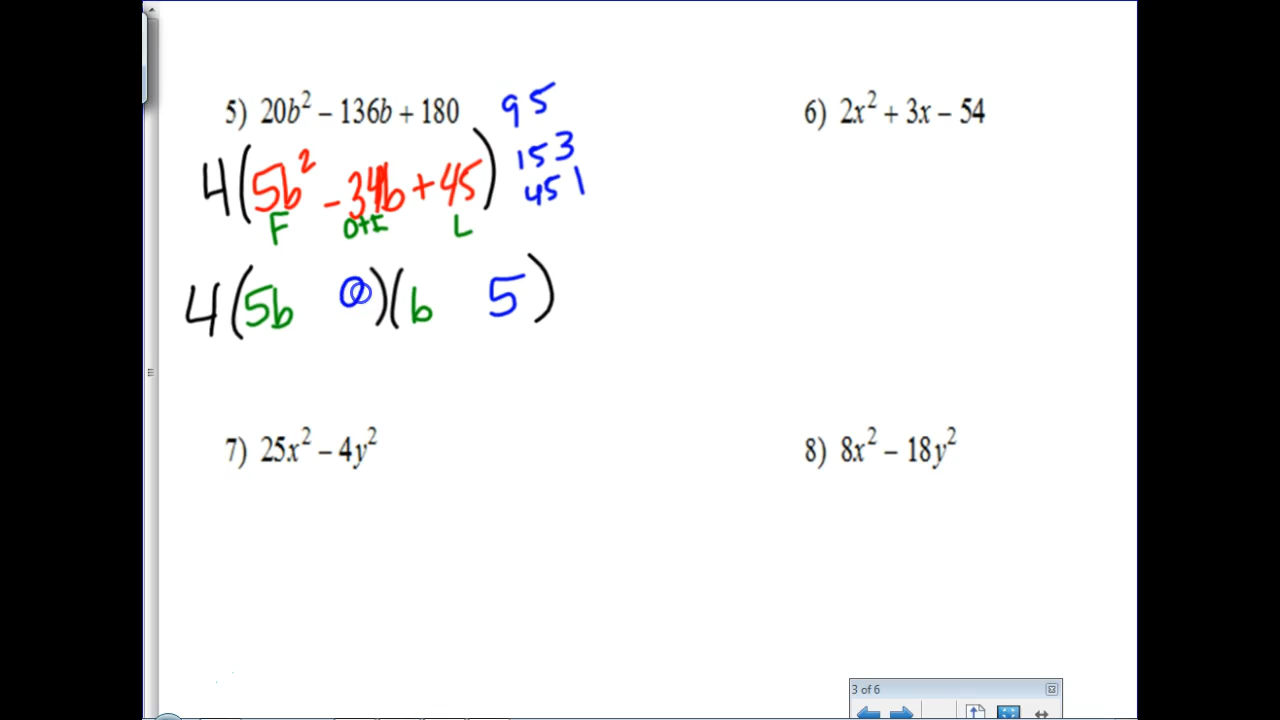 5) 20b² – 136b + 180
9 5
15 3
45 1
4(5b² - 34b + 45)
F O+I L
4(5b )(b 5)
6) 2x² + 3x – 54
7) 25x² – 4y²
8) 8x² – 18y²
3 of 6